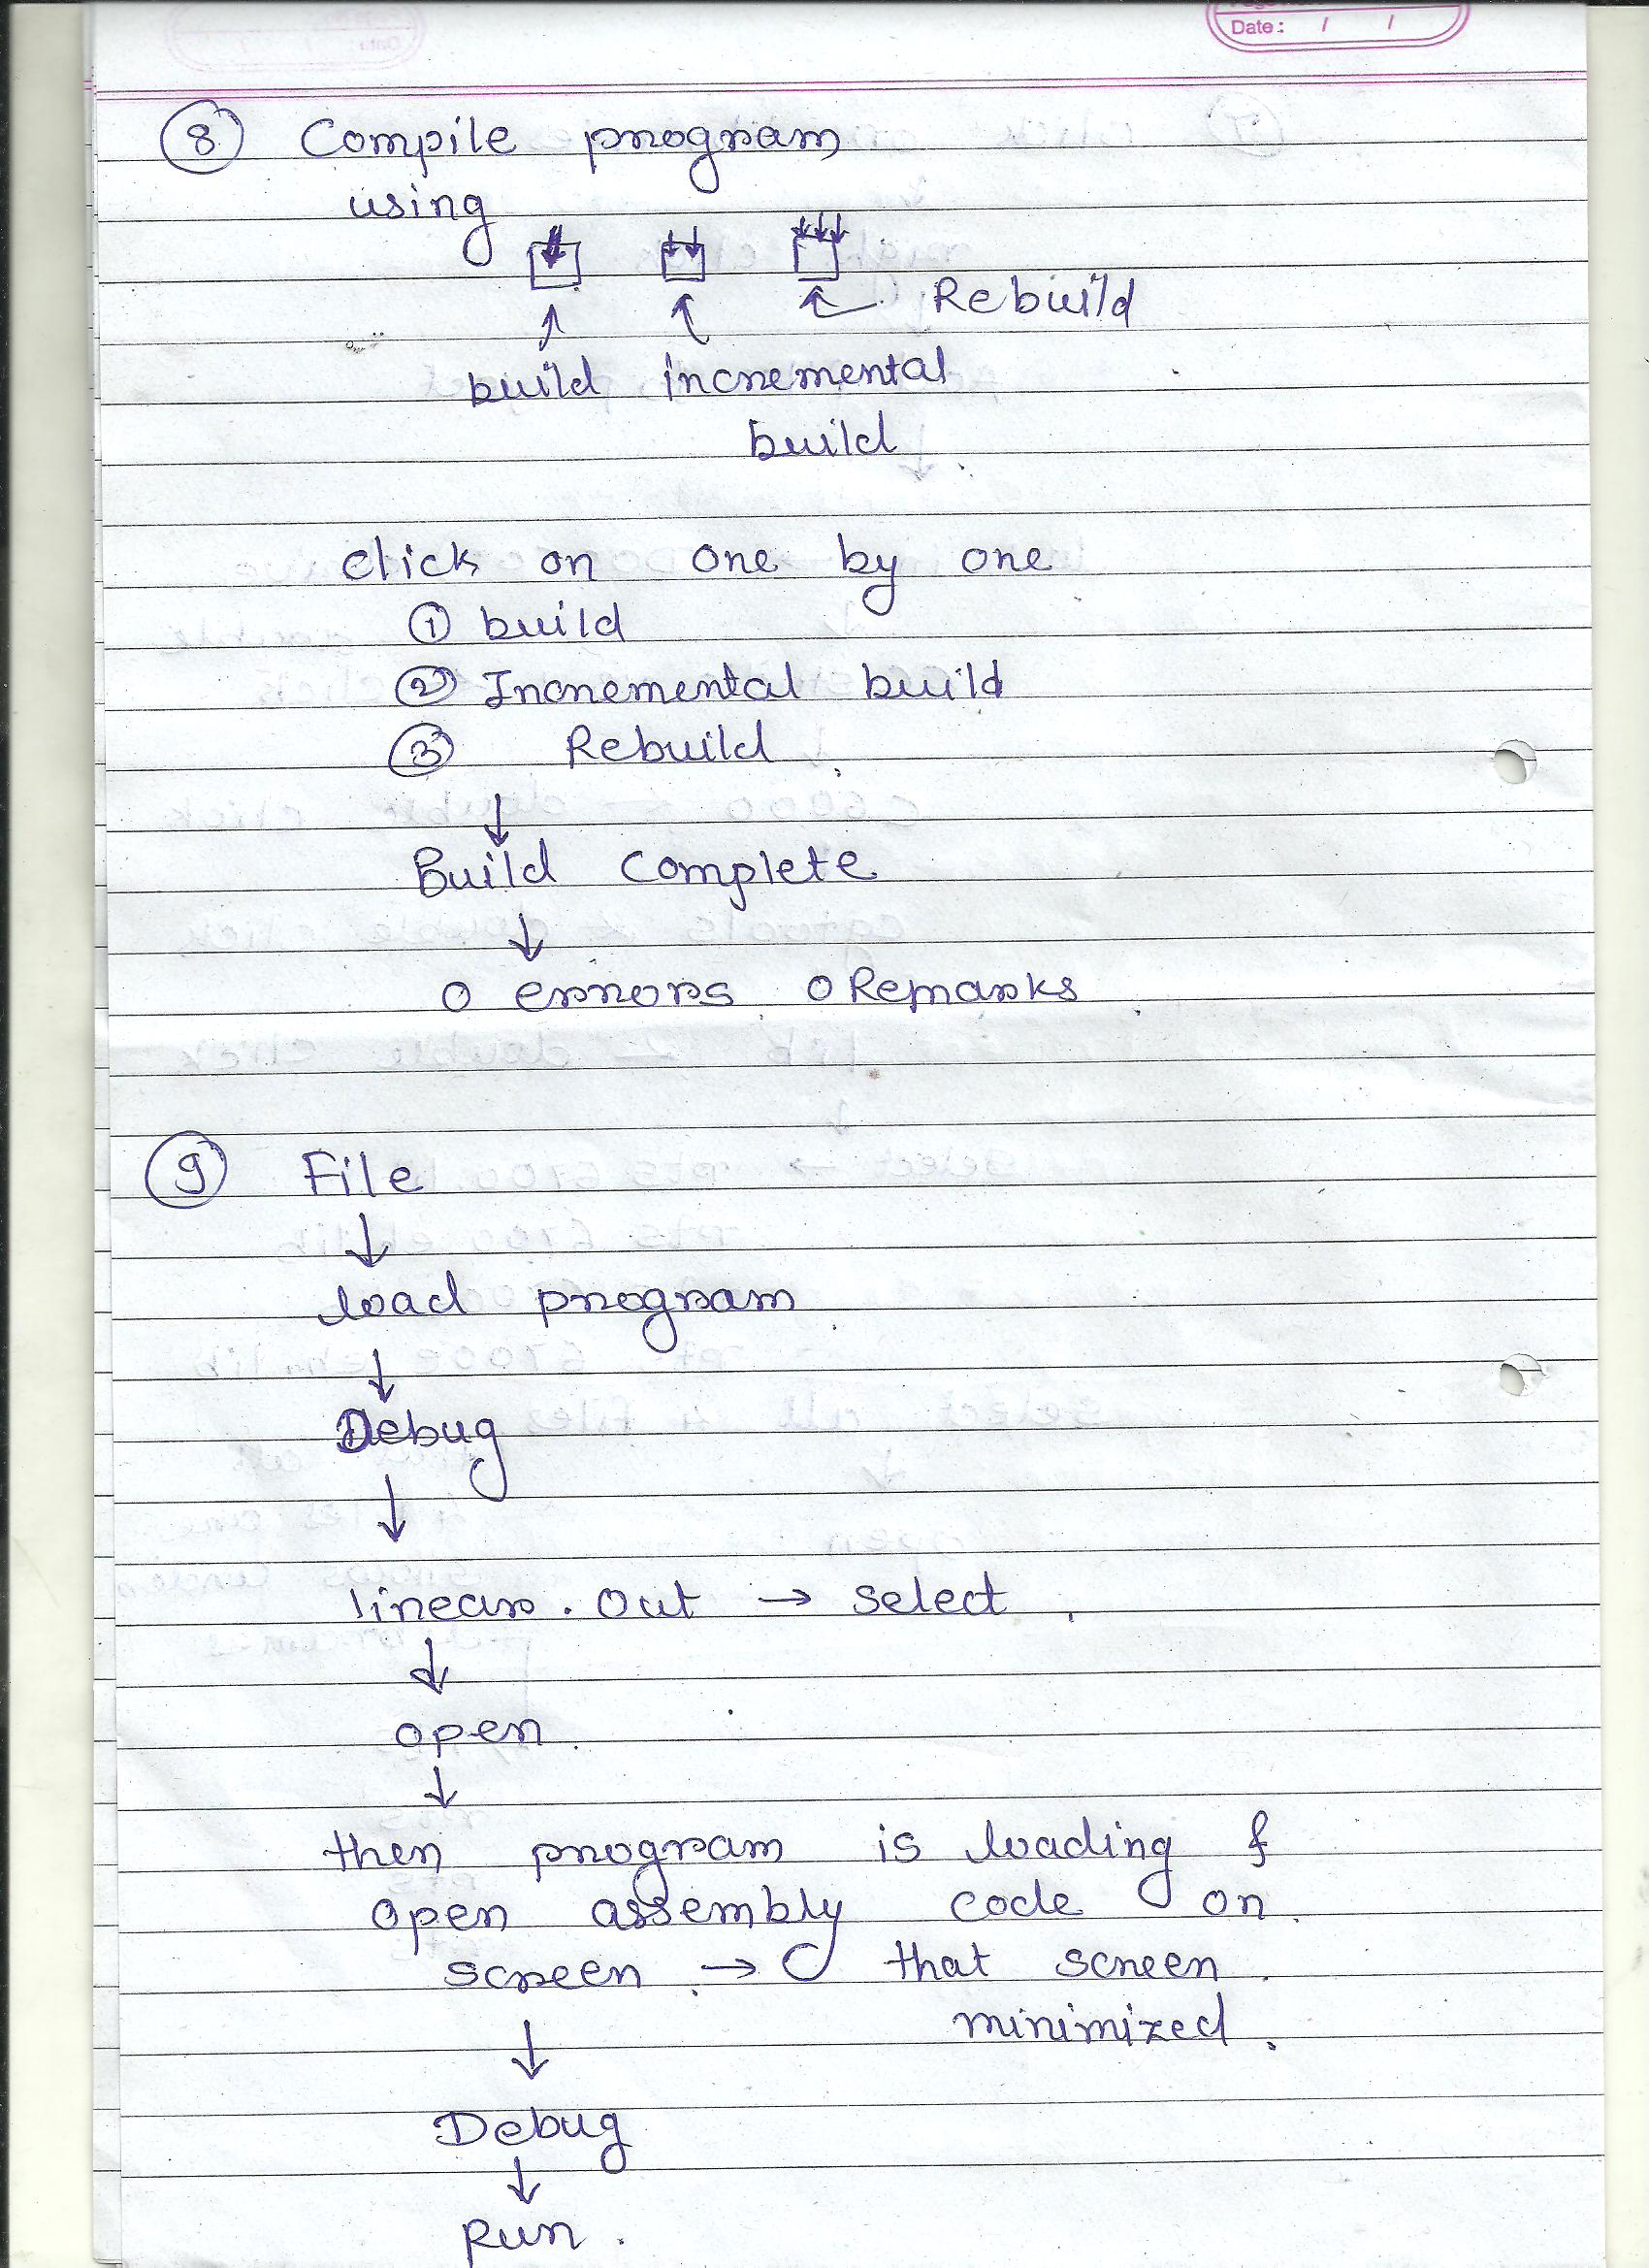 Date: / /
8 Compile program
using
Rebuild
build incremental
build
click on one by one
1 build
2 Incremental build
3 Rebuild
↓
Build Complete
↓
0 errors 0 Remarks
9 File
↓
load program
↓
Debug
↓
linear. out → select
↓
open.
↓
then program is loading &
open assembly code on
screen → that screen
minimized.
↓
Debug
↓
Run.